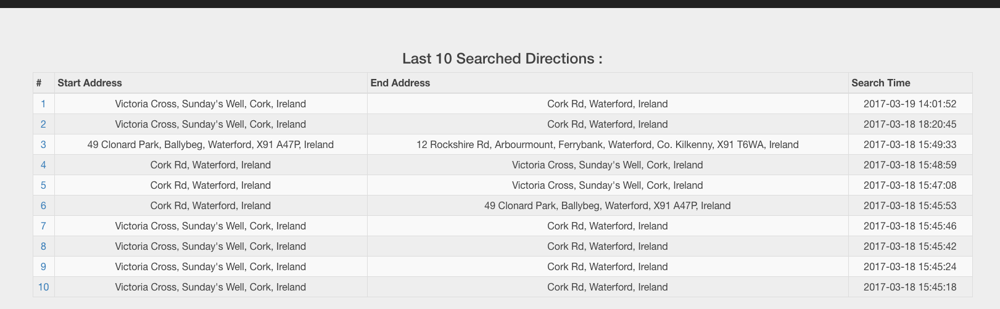 Last 10 Searched Directions :
# Start Address End Address Search Time
1 Victoria Cross, Sunday's Well, Cork, Ireland Cork Rd, Waterford, Ireland 2017-03-19 14:01:52
2 Victoria Cross, Sunday's Well, Cork, Ireland Cork Rd, Waterford, Ireland 2017-03-18 18:20:45
3 49 Clonard Park, Ballybeg, Waterford, X91 A47P, Ireland 12 Rockshire Rd, Arbourmount, Ferrybank, Waterford, Co. Kilkenny, X91 T6WA, Ireland 2017-03-18 15:49:33
4 Cork Rd, Waterford, Ireland Victoria Cross, Sunday's Well, Cork, Ireland 2017-03-18 15:48:59
5 Cork Rd, Waterford, Ireland Victoria Cross, Sunday's Well, Cork, Ireland 2017-03-18 15:47:08
6 Cork Rd, Waterford, Ireland 49 Clonard Park, Ballybeg, Waterford, X91 A47P, Ireland 2017-03-18 15:45:53
7 Victoria Cross, Sunday's Well, Cork, Ireland Cork Rd, Waterford, Ireland 2017-03-18 15:45:46
8 Victoria Cross, Sunday's Well, Cork, Ireland Cork Rd, Waterford, Ireland 2017-03-18 15:45:42
9 Victoria Cross, Sunday's Well, Cork, Ireland Cork Rd, Waterford, Ireland 2017-03-18 15:45:24
10 Victoria Cross, Sunday's Well, Cork, Ireland Cork Rd, Waterford, Ireland 2017-03-18 15:45:18